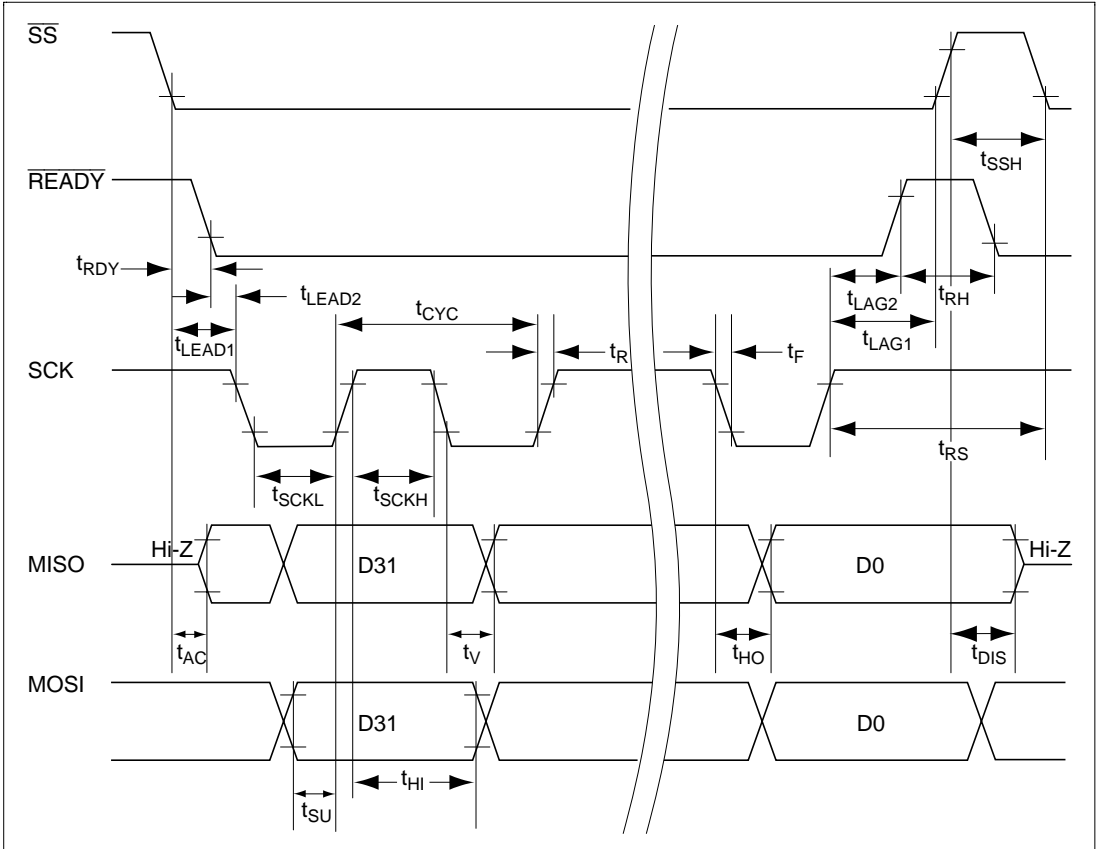 SS
tSSH
READY
tRDY
tLEAD2
tLEAD1
tCYC
tLAG2
tRH
tLAG1
tR
tF
SCK
tRS
tSCKL
tSCKH
Hi-Z
Hi-Z
MISO
D31
D0
tAC
tV
tHO
tDIS
MOSI
D31
D0
tHI
tSU